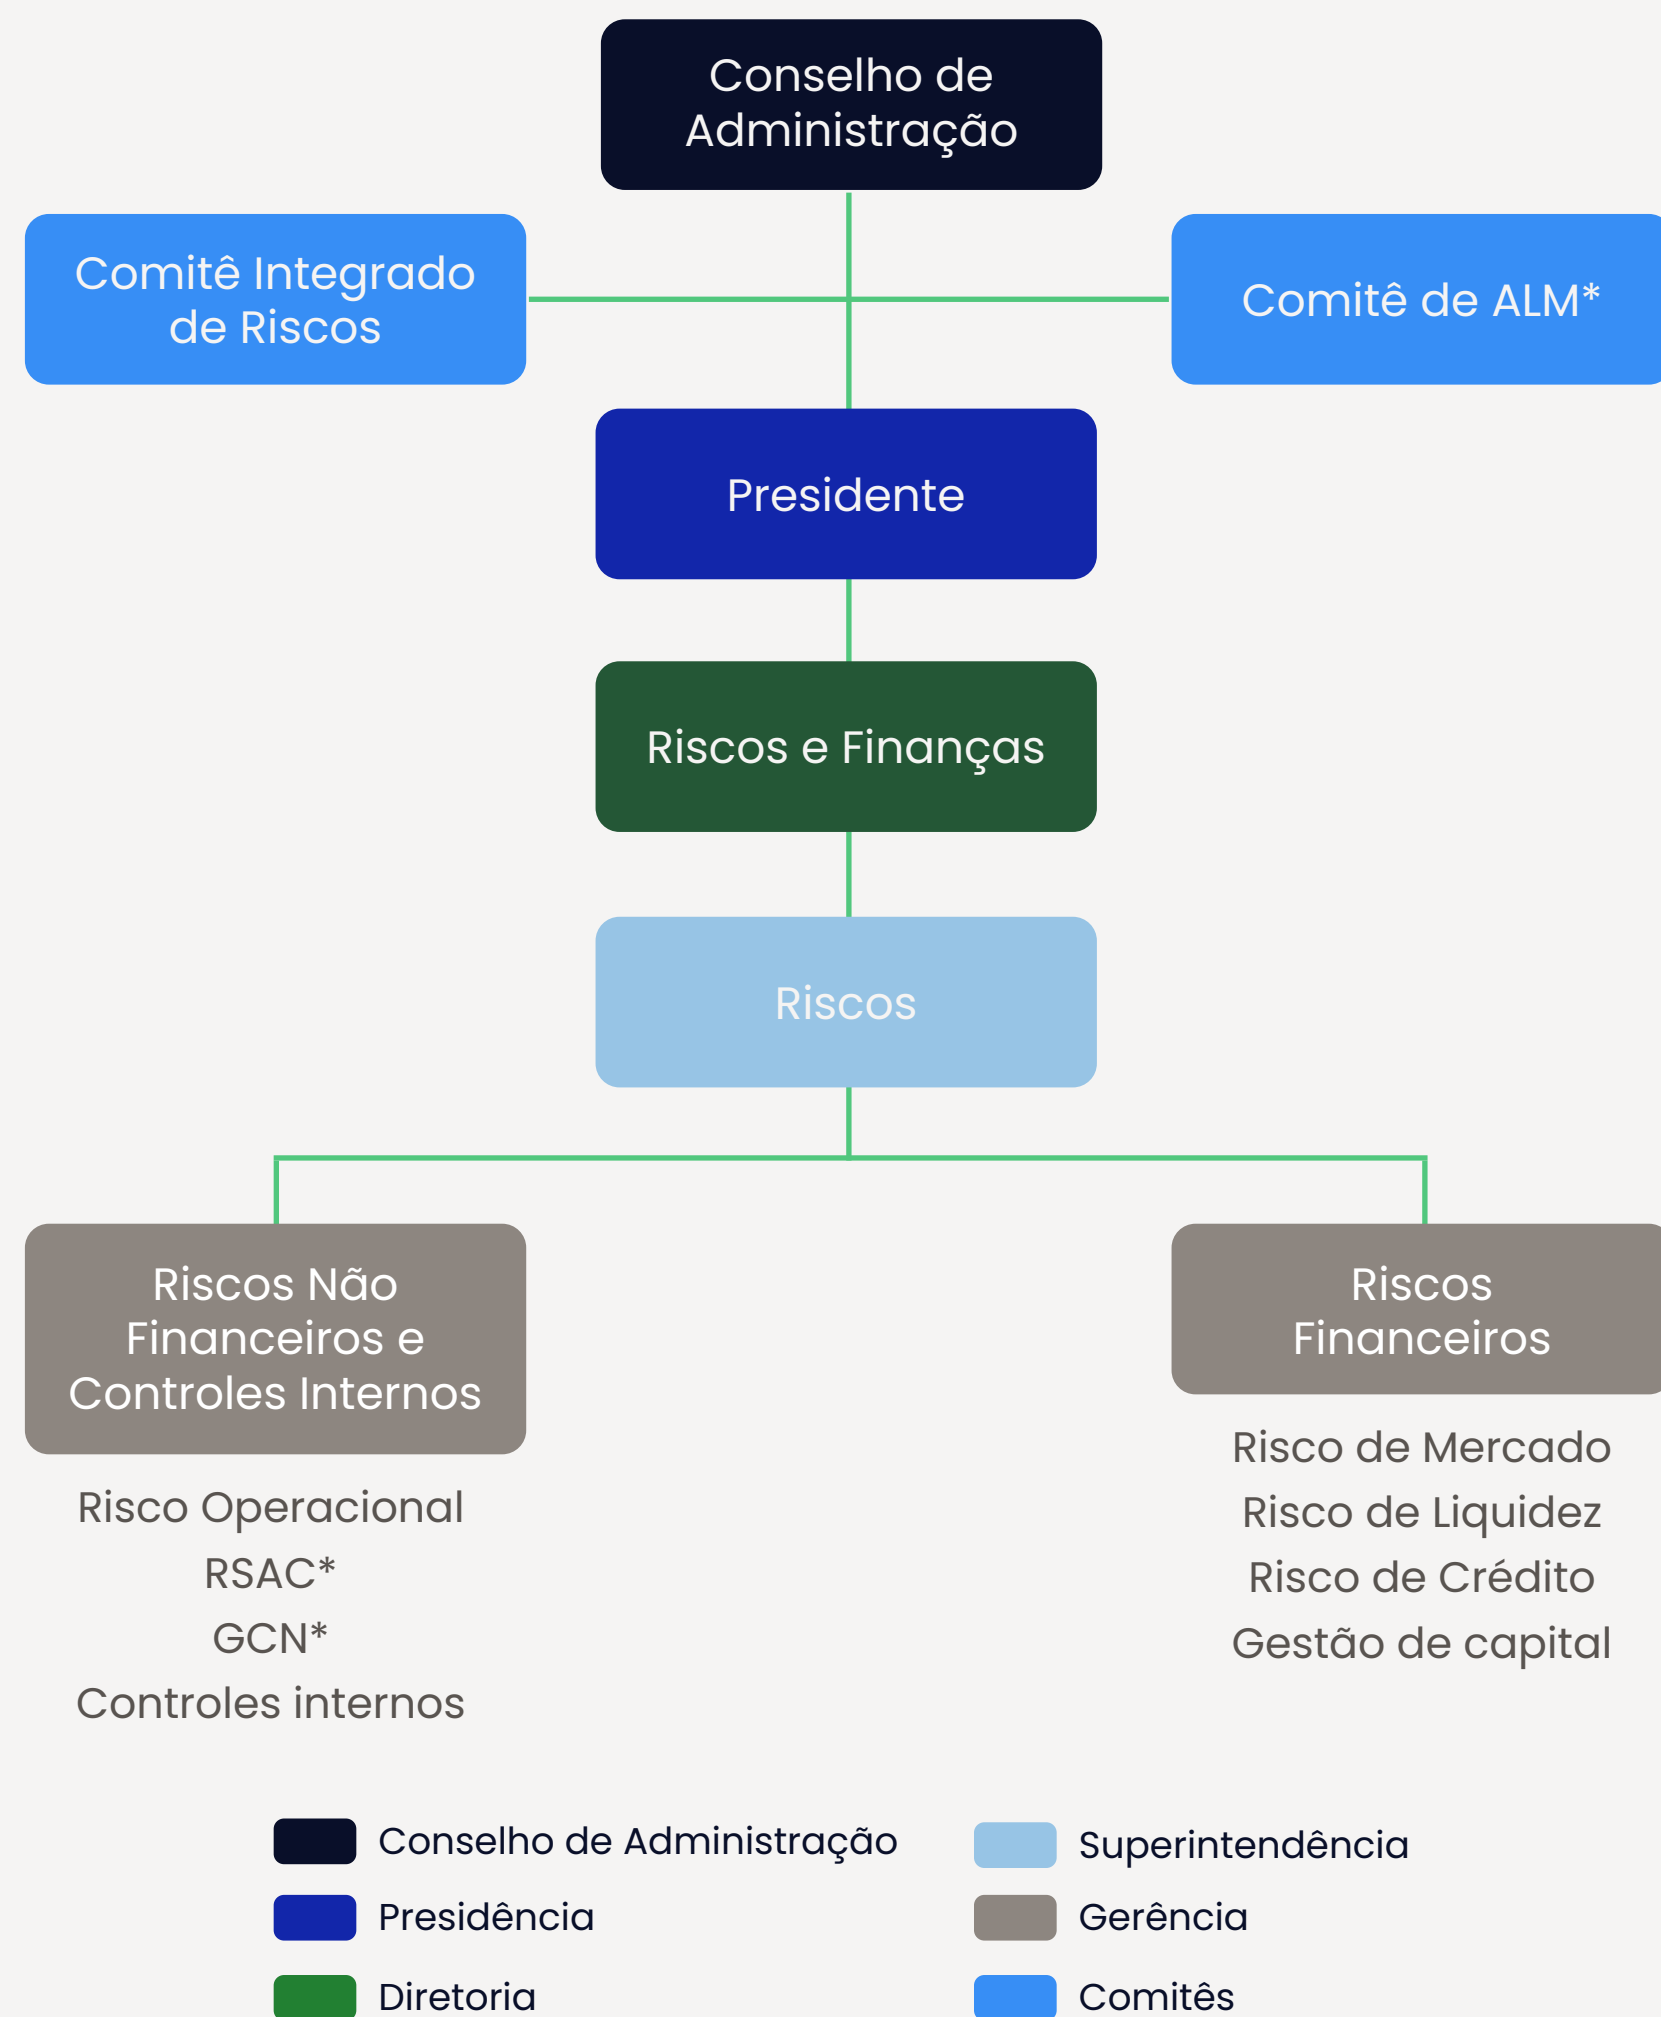 Conselho de
Administração
Comitê Integrado
de Riscos
Comitê de ALM*
Presidente
Riscos e Finanças
Riscos
Riscos Não
Financeiros e
Controles Internos
Risco Operacional
RSAC*
GCN*
Controles internos
Riscos
Financeiros
Risco de Mercado
Risco de Liquidez
Risco de Crédito
Gestão de capital
Conselho de Administração
Presidência
Diretoria
Superintendência
Gerência
Comitês